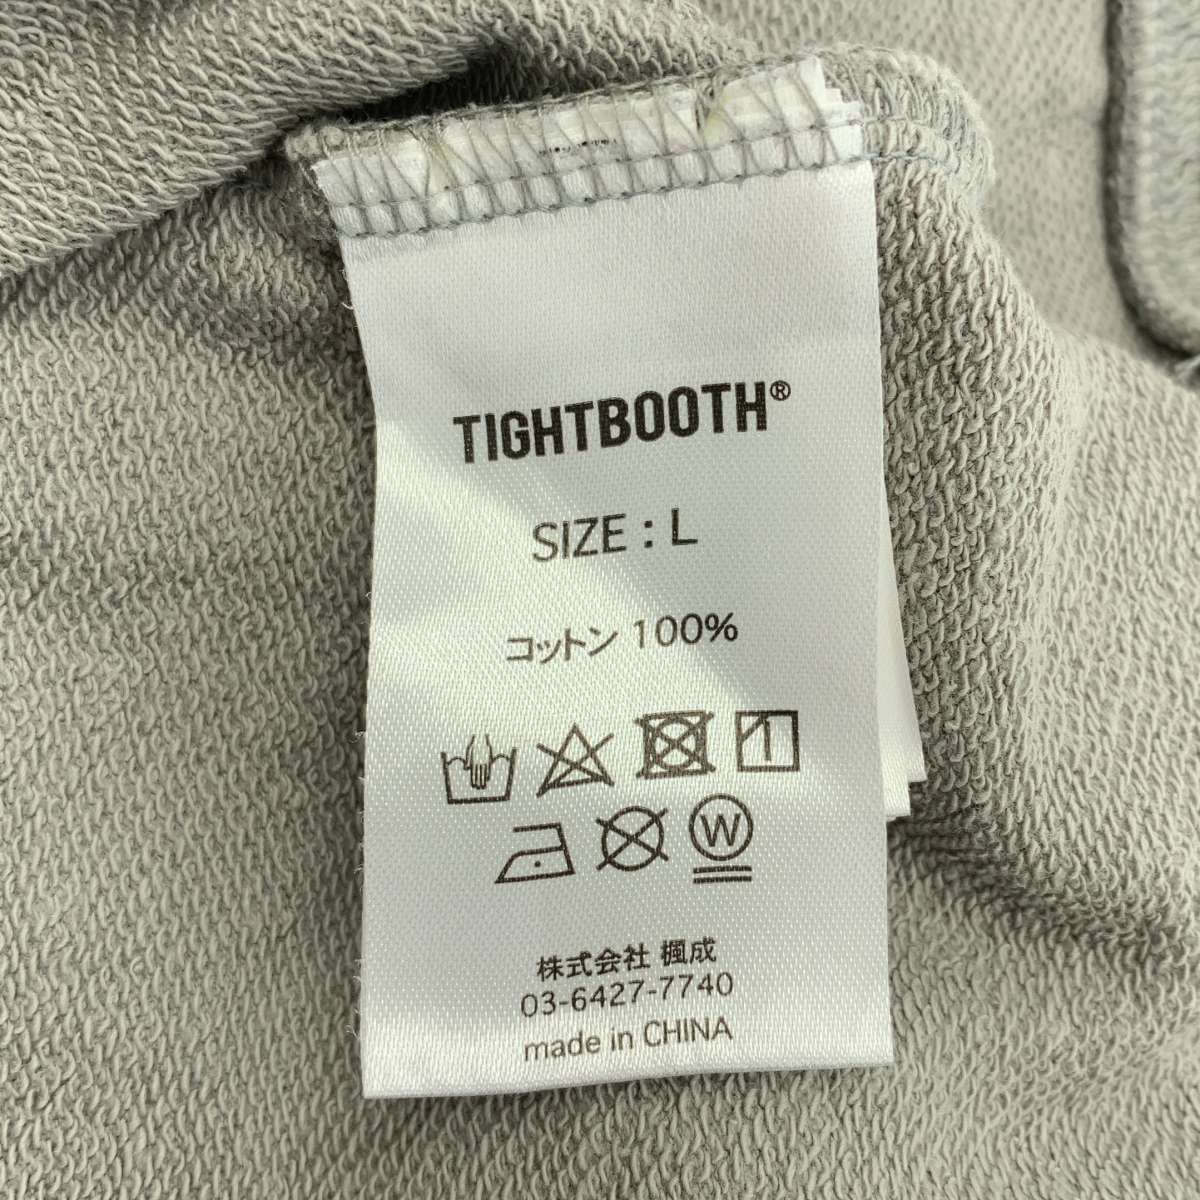 TIGHTBOOTH®
SIZE : L
コットン 100%
W
株式会社 楓成
03-6427-7740
made in CHINA